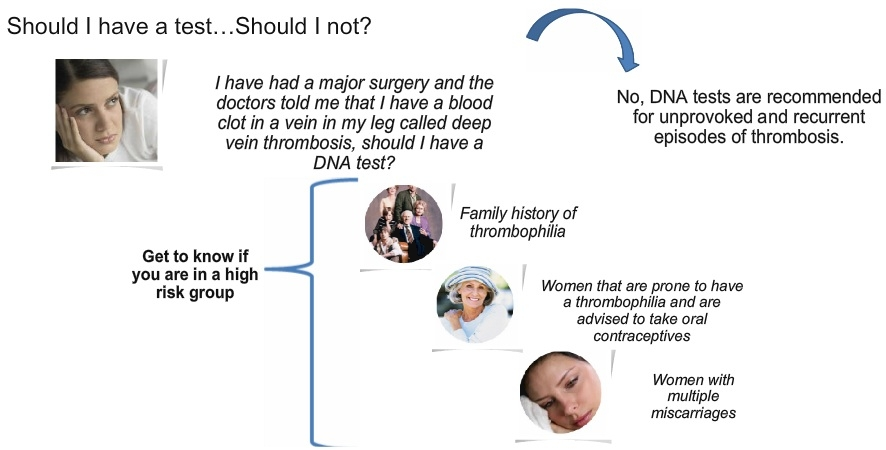 Should I have a test…Should I not?
I have had a major surgery and the
doctors told me that I have a blood
clot in a vein in my leg called deep
vein thrombosis, should I have a
DNA test?
No, DNA tests are recommended
for unprovoked and recurrent
episodes of thrombosis.
Get to know if
you are in a high
risk group
Family history of
thrombophilia
Women that are prone to have
a thrombophilia and are
advised to take oral
contraceptives
Women with
multiple
miscarriages